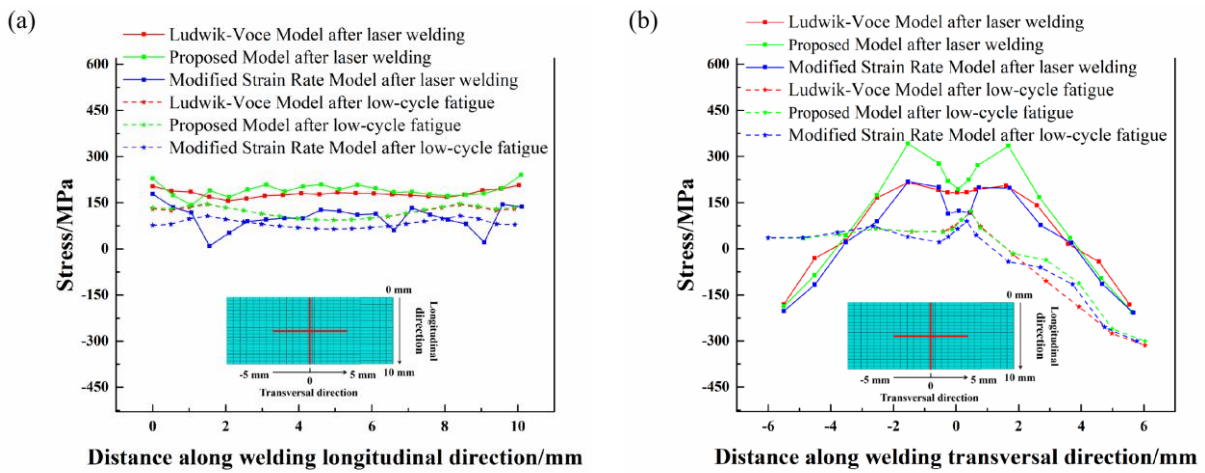 (a)
Ludwik-Voce Model after laser welding
Proposed Model after laser welding
Modified Strain Rate Model after laser welding
Ludwik-Voce Model after low-cycle fatigue
Proposed Model after low-cycle fatigue
Modified Strain Rate Model after low-cycle fatigue
600
450
300
150
0
-150
-300
-450
Stress/MPa
0 mm
Longitudinal
direction
10 mm
-5 mm
0
5 mm
Transversal direction
0
2
4
6
8
10
Distance along welding longitudinal direction/mm
(b)
Ludwik-Voce Model after laser welding
Proposed Model after laser welding
Modified Strain Rate Model after laser welding
Ludwik-Voce Model after low-cycle fatigue
Proposed Model after low-cycle fatigue
Modified Strain Rate Model after low-cycle fatigue
600
450
300
150
0
-150
-300
-450
Stress/MPa
0 mm
Longitudinal
direction
10 mm
-5 mm
0
5 mm
Transversal direction
-6
-4
-2
0
2
4
6
Distance along welding transversal direction/mm